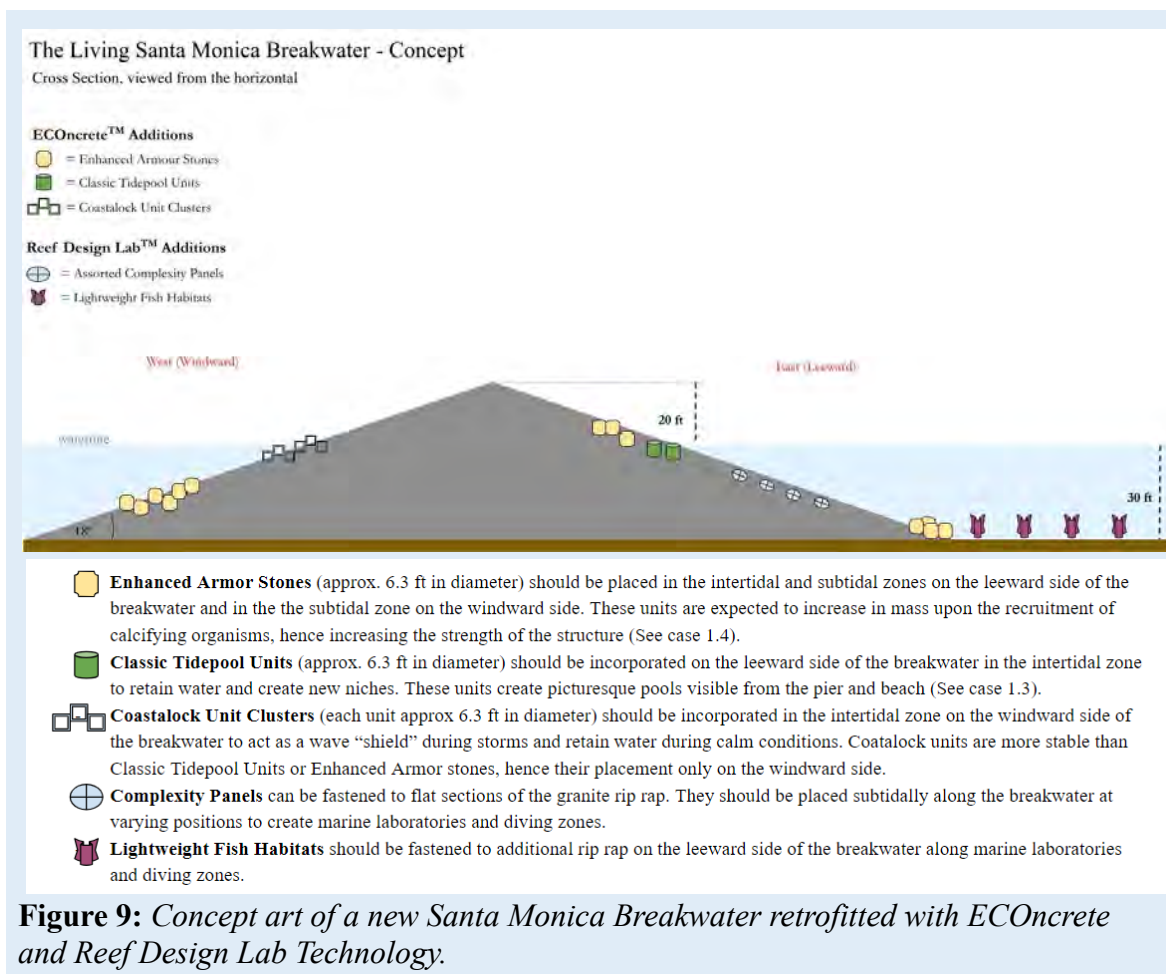 The Living Santa Monica Breakwater - Concept
Cross Section, viewed from the horizontal
ECOncrete™ Additions
= Enhanced Armour Stones
= Classic Tidepool Units
= Coastalock Unit Clusters
Reef Design Lab™ Additions
= Assorted Complexity Panels
= Lightweight Fish Habitats
West (Windward)
East (Leeward)
20 ft
waterline
30 ft
18°
Enhanced Armor Stones (approx. 6.3 ft in diameter) should be placed in the intertidal and subtidal zones on the leeward side of the
breakwater and in the the subtidal zone on the windward side. These units are expected to increase in mass upon the recruitment of
calcifying organisms, hence increasing the strength of the structure (See case 1.4).
Classic Tidepool Units (approx. 6.3 ft in diameter) should be incorporated on the leeward side of the breakwater in the intertidal zone
to retain water and create new niches. These units create picturesque pools visible from the pier and beach (See case 1.3).
Coastalock Unit Clusters (each unit approx 6.3 ft in diameter) should be incorporated in the intertidal zone on the windward side of
the breakwater to act as a wave “shield” during storms and retain water during calm conditions. Coatalock units are more stable than
Classic Tidepool Units or Enhanced Armor stones, hence their placement only on the windward side.
Complexity Panels can be fastened to flat sections of the granite rip rap. They should be placed subtidally along the breakwater at
varying positions to create marine laboratories and diving zones.
Lightweight Fish Habitats should be fastened to additional rip rap on the leeward side of the breakwater along marine laboratories
and diving zones.
Figure 9: Concept art of a new Santa Monica Breakwater retrofitted with ECOncrete
and Reef Design Lab Technology.